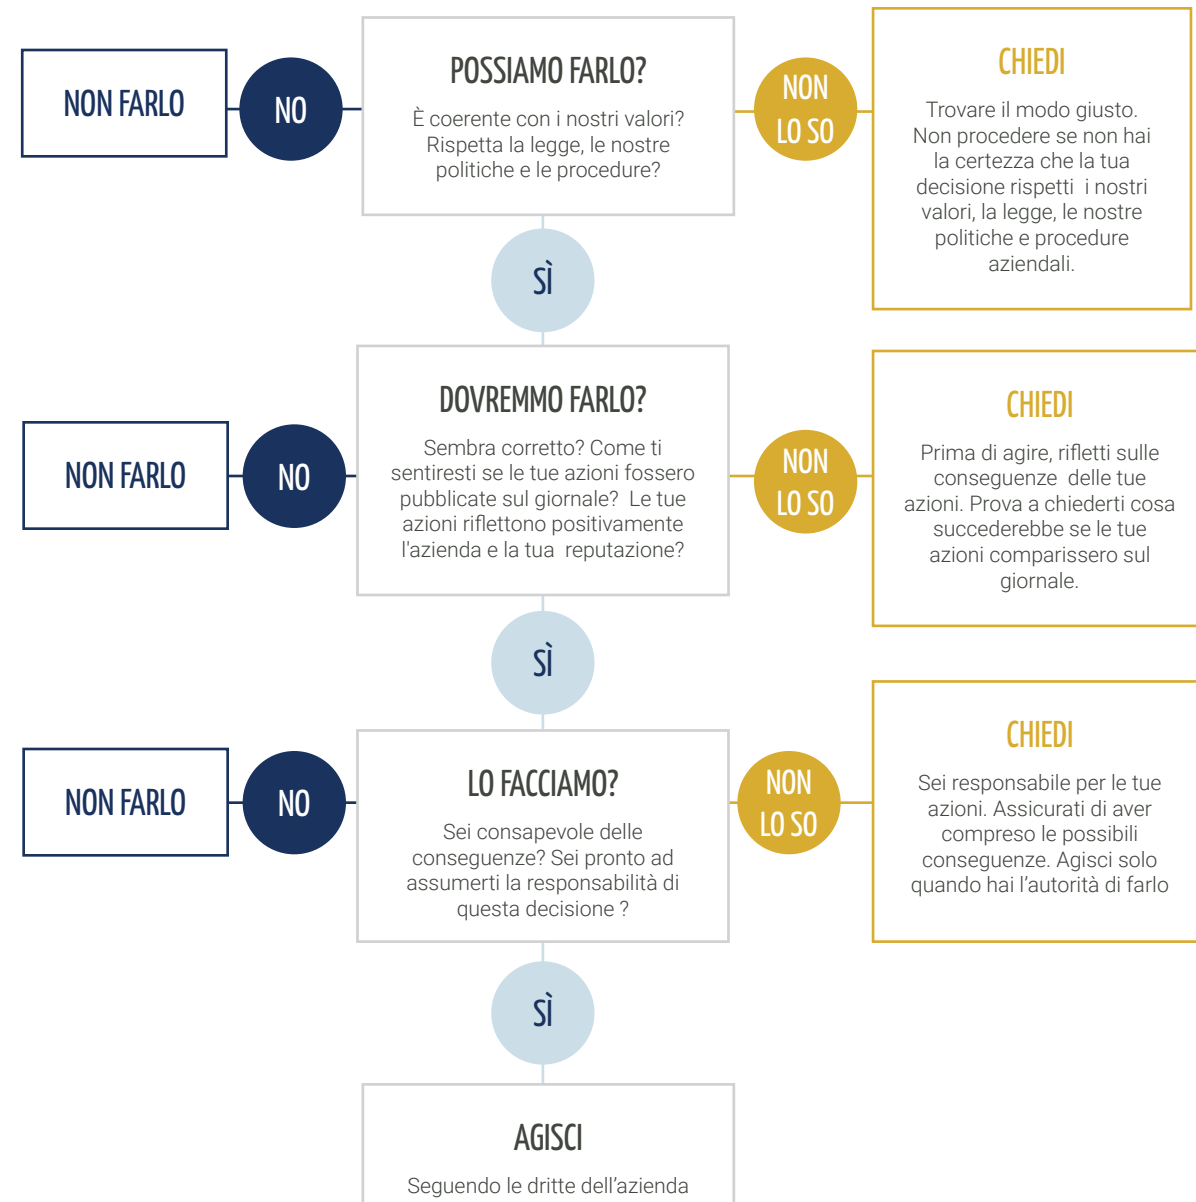 NON FARLO
NO
POSSIAMO FARLO?
È coerente con i nostri valori?
Rispetta la legge, le nostre
politiche e le procedure?
NON
LO SO
CHIEDI
Trovare il modo giusto.
Non procedere se non hai
la certezza che la tua
decisione rispetti i nostri
valori, la legge, le nostre
politiche e procedure
aziendali.
SÌ
NON FARLO
NO
DOVREMMO FARLO?
Sembra corretto? Come ti
sentiresti se le tue azioni fossero
pubblicate sul giornale? Le tue
azioni riflettono positivamente
l'azienda e la tua reputazione?
NON
LO SO
CHIEDI
Prima di agire, rifletti sulle
conseguenze delle tue
azioni. Prova a chiederti cosa
succederebbe se le tue
azioni comparissero sul
giornale.
SÌ
NON FARLO
NO
LO FACCIAMO?
Sei consapevole delle
conseguenze? Sei pronto ad
assumerti la responsabilità di
questa decisione ?
NON
LO SO
CHIEDI
Sei responsabile per le tue
azioni. Assicurati di aver
compreso le possibili
conseguenze. Agisci solo
quando hai l’autorità di farlo
SÌ
AGISCI
Seguendo le dritte dell’azienda